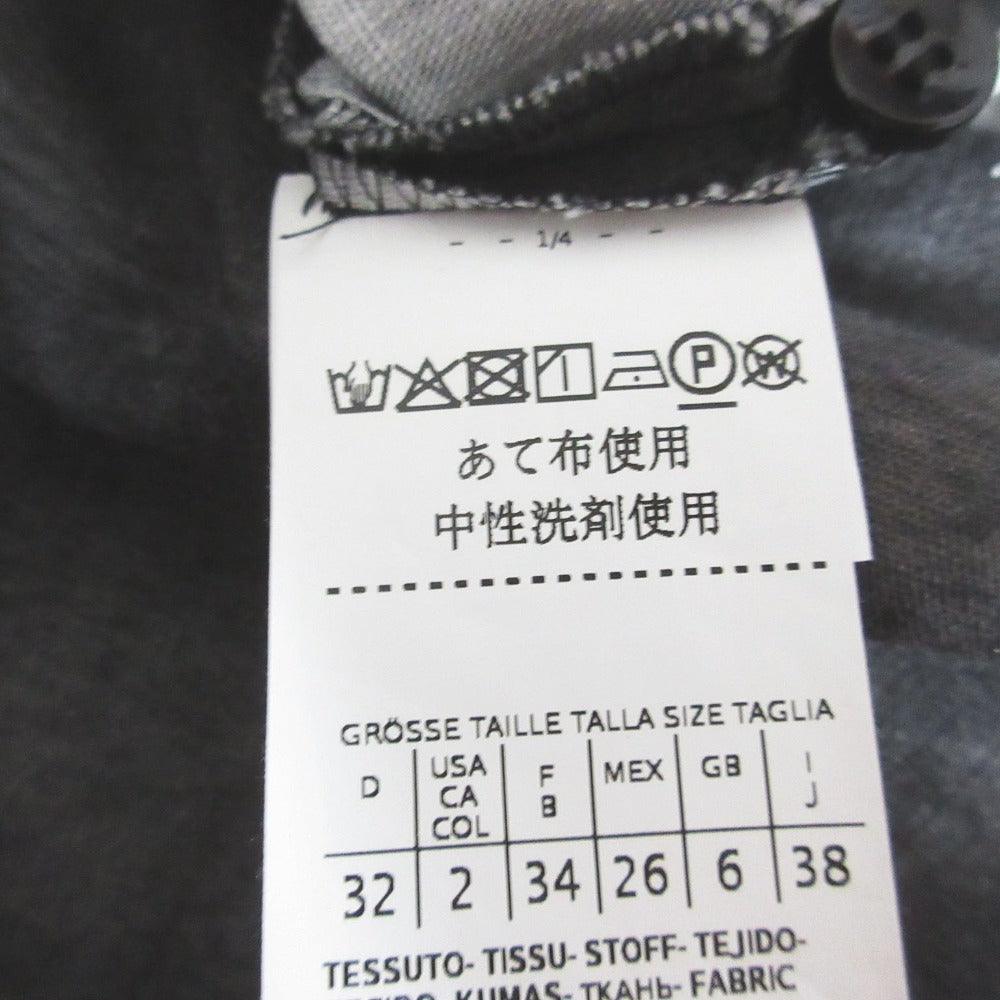 - - 1/4 - -
P W
あて布使用
中性洗剤使用
GRÖSSE TAILLE TALLA SIZE TAGLIA
D USA CA COL F B MEX GB I J
32 2 34 26 6 38
TESSUTO- TISSU- STOFF- TEJIDO-
KUMAS- ТКАНЬ- FABRIC